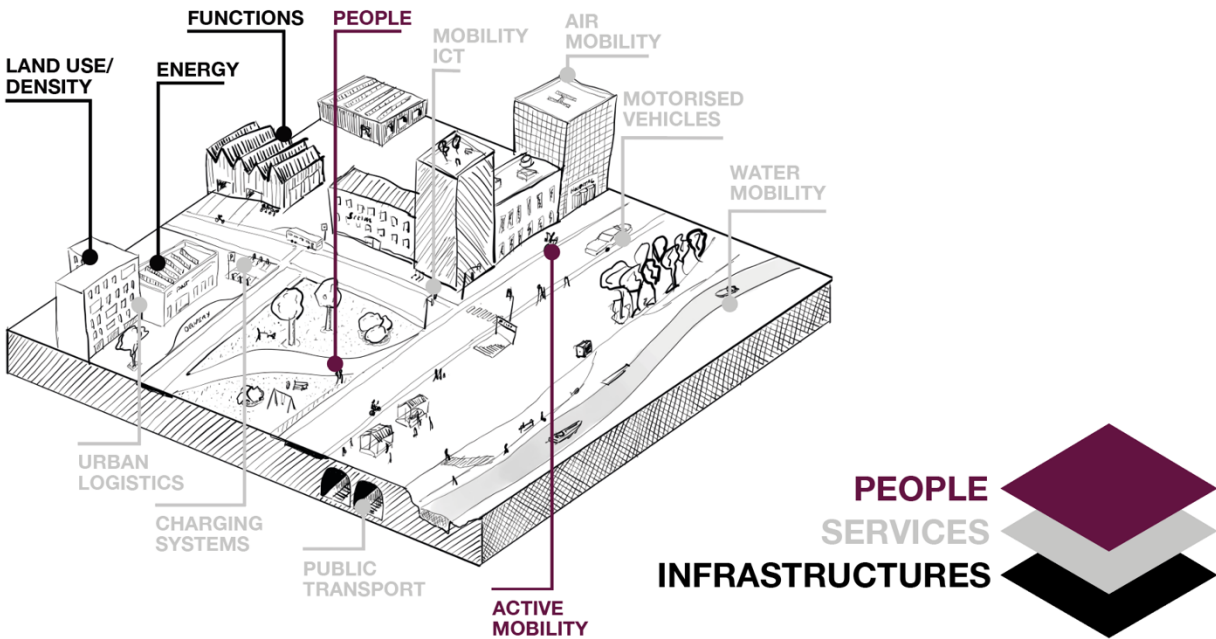 FUNCTIONS
PEOPLE
MOBILITY
ICT
AIR
MOBILITY
LAND USE/
DENSITY
ENERGY
MOTORISED
VEHICLES
WATER
MOBILITY
URBAN
LOGISTICS
CHARGING
SYSTEMS
PUBLIC
TRANSPORT
ACTIVE
MOBILITY
PEOPLE
SERVICES
INFRASTRUCTURES